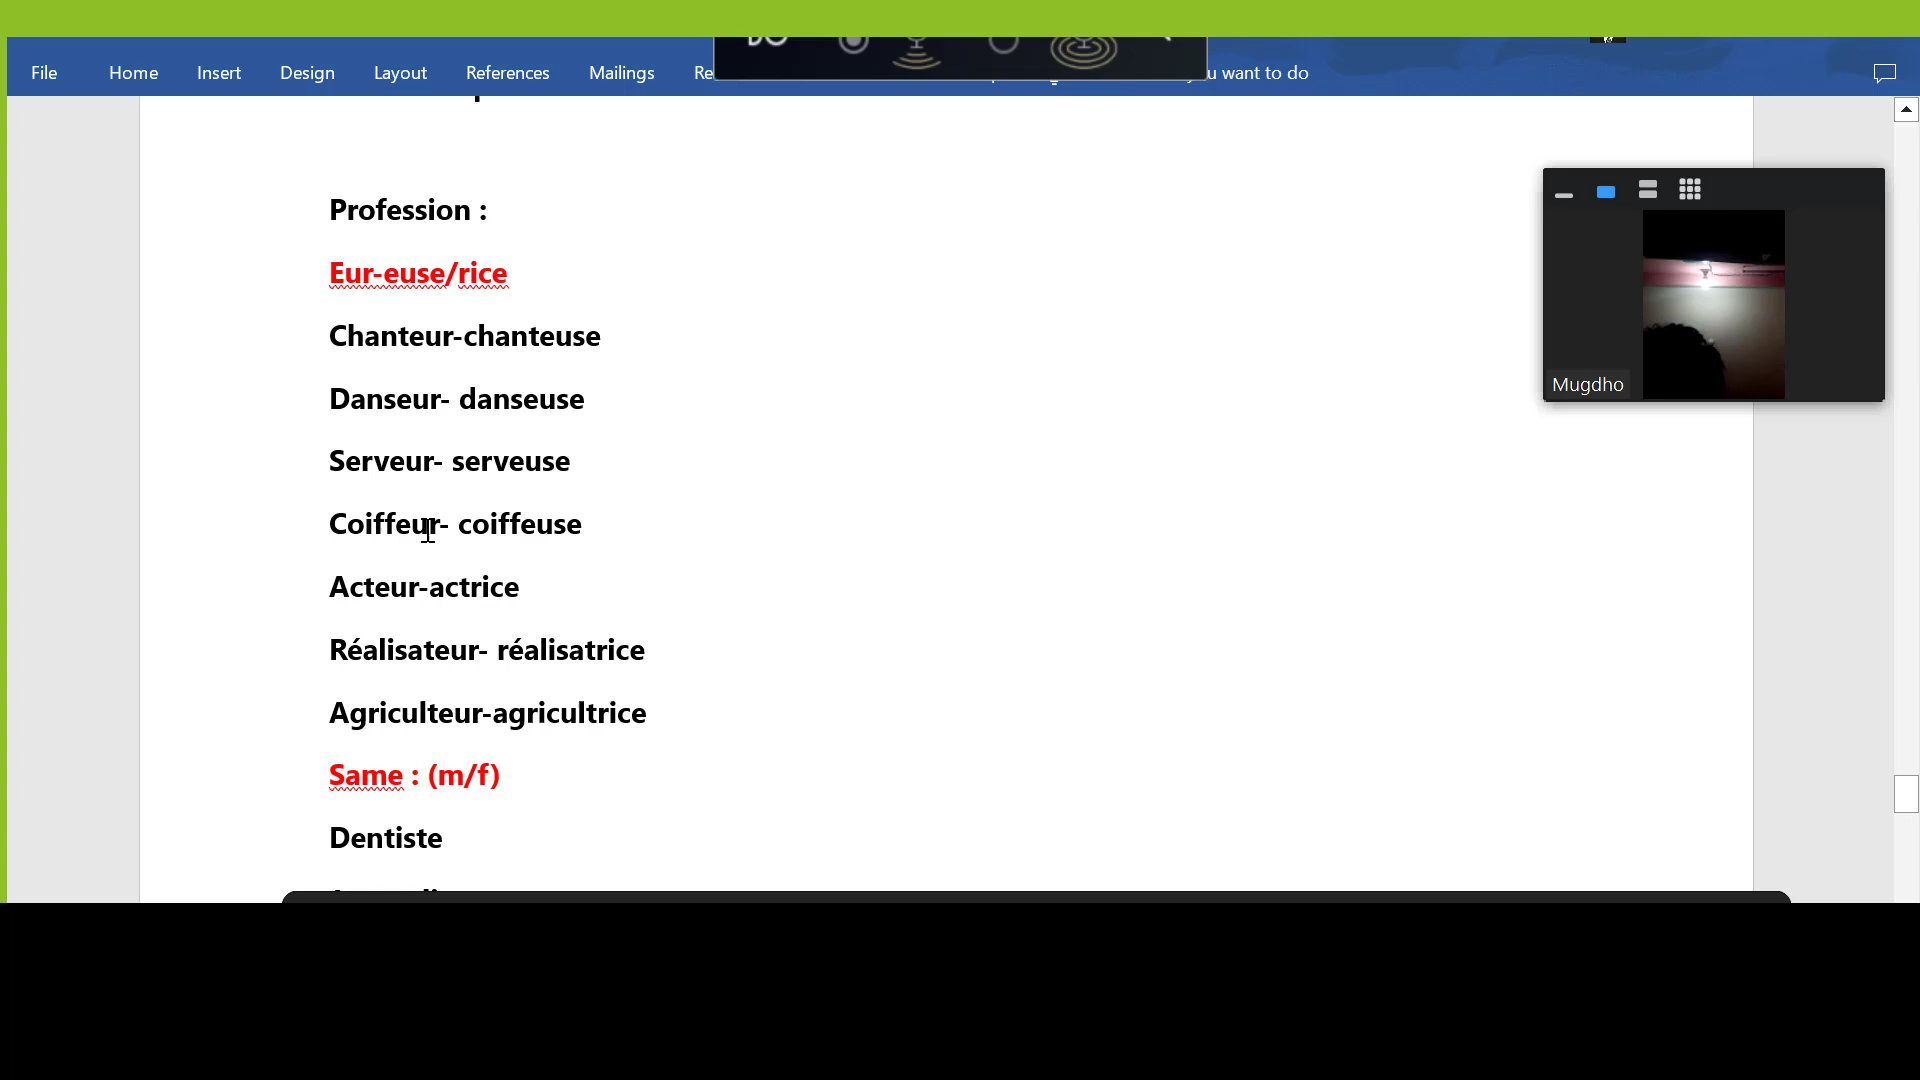 File Home Insert Design Layout References Mailings Re u want to do
Profession :
Eur-euse/rice
Chanteur-chanteuse
Danseur- danseuse
Serveur- serveuse
Coiffeur- coiffeuse
Acteur-actrice
Réalisateur- réalisatrice
Agriculteur-agricultrice
Same : (m/f)
Dentiste
Mugdho